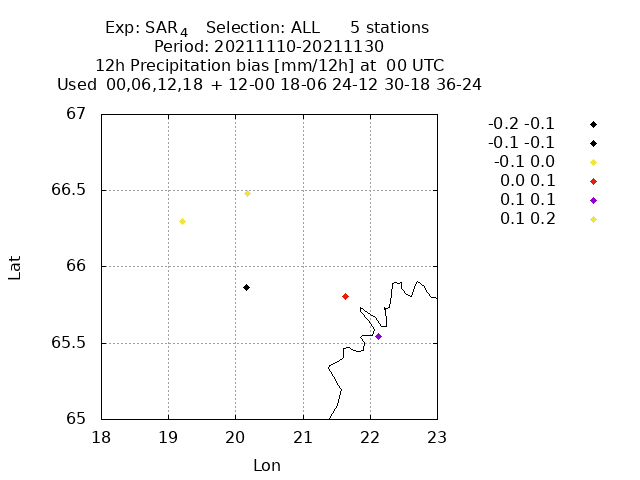 Exp: SAR4 Selection: ALL 5 stations
Period: 20211110-20211130
12h Precipitation bias [mm/12h] at 00 UTC
Used 00,06,12,18 + 12-00 18-06 24-12 30-18 36-24
67
66.5
66
65.5
65
Lat
18 19 20 21 22 23
Lon
-0.2 -0.1
-0.1 -0.1
-0.1 0.0
0.0 0.1
0.1 0.1
0.1 0.2